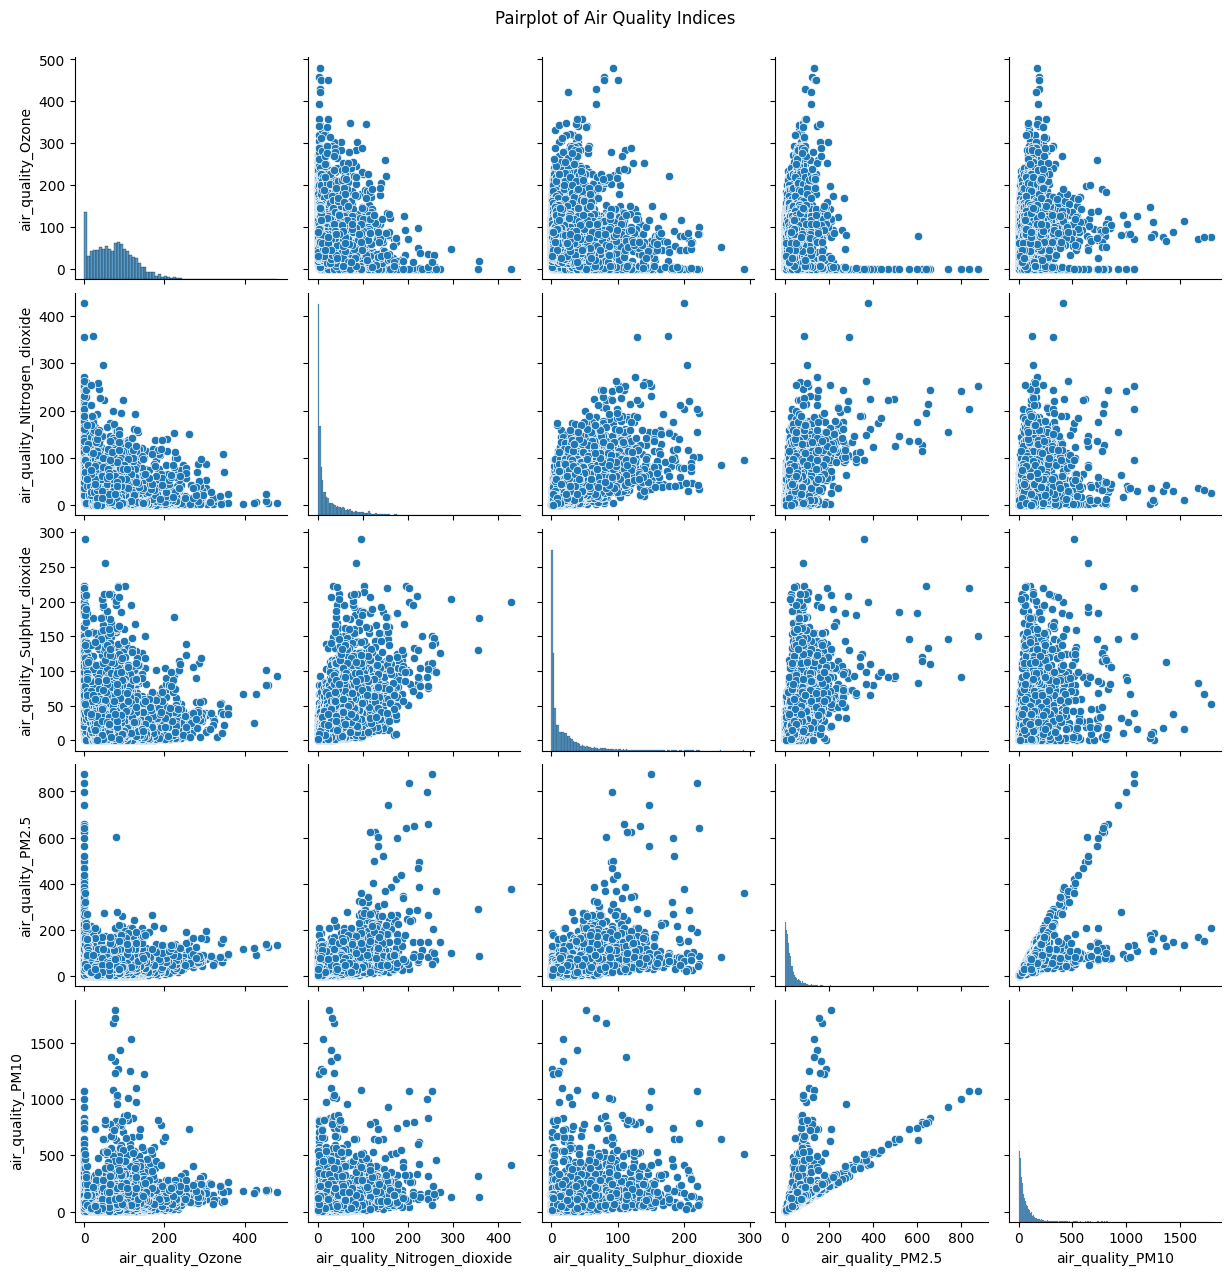 Pairplot of Air Quality Indices
500
400
300
200
100
0
air_quality_Ozone
400
300
200
100
0
air_quality_Nitrogen_dioxide
300
250
200
150
100
50
0
air_quality_Sulphur_dioxide
800
600
400
200
0
air_quality_PM2.5
1500
1000
500
0
air_quality_PM10
0 200 400
0 100 200 300 400
0 100 200 300
0 200 400 600 800
0 500 1000 1500
air_quality_Ozone
air_quality_Nitrogen_dioxide
air_quality_Sulphur_dioxide
air_quality_PM2.5
air_quality_PM10